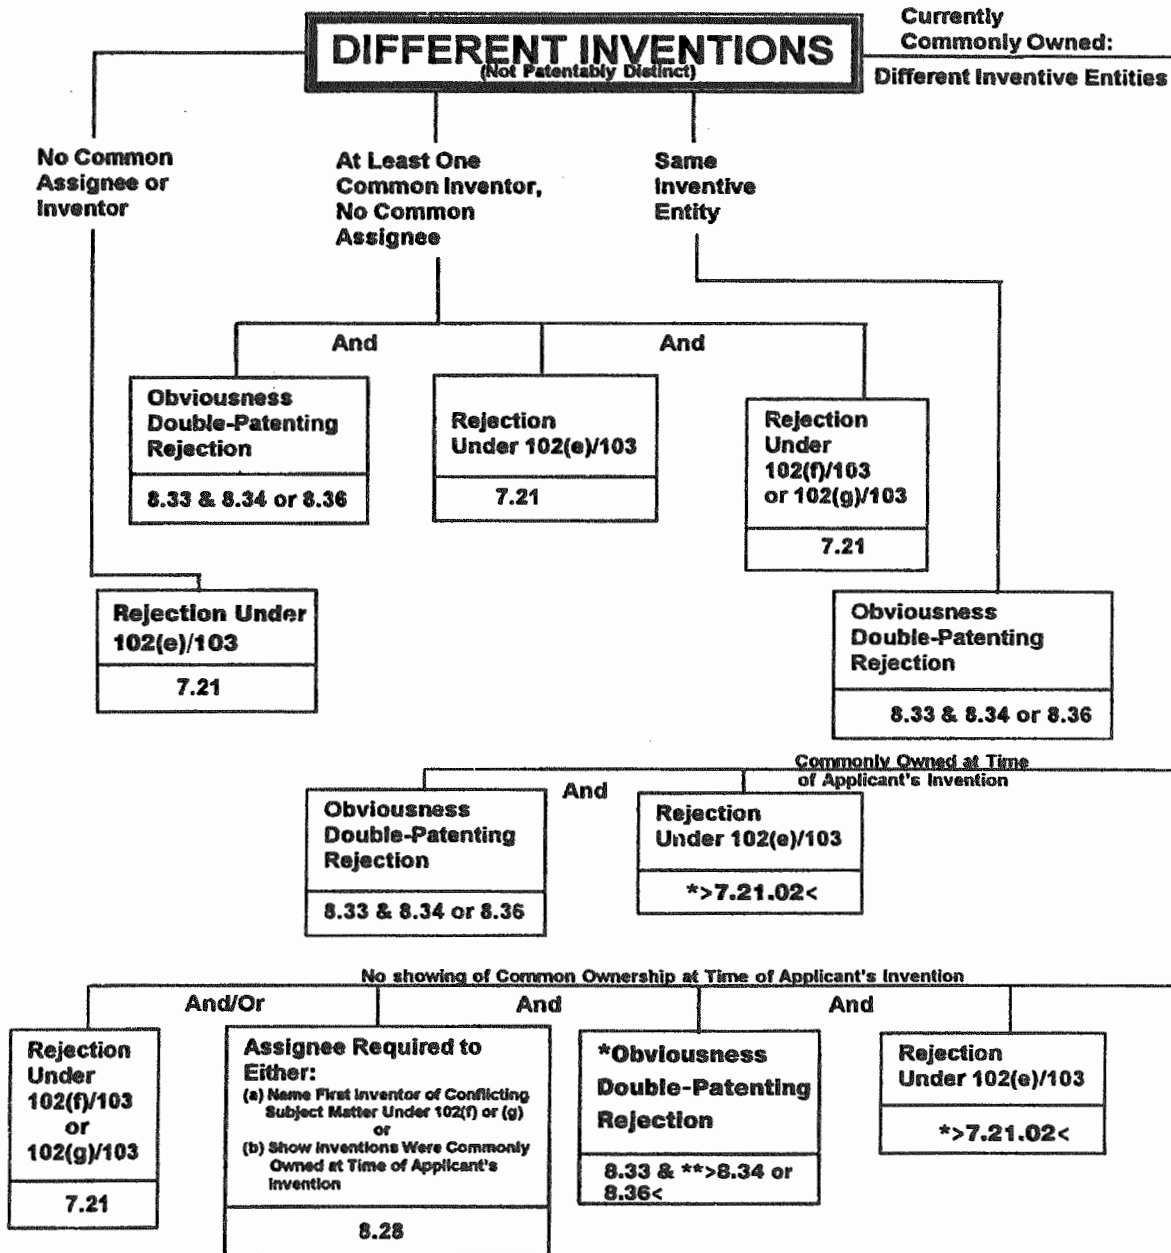 Currently
Commonly Owned:
DIFFERENT INVENTIONS
(Not Patentably Distinct)
Different Inventive Entities
No Common
Assignee or
Inventor
At Least One
Common Inventor,
No Common
Assignee
Same
Inventive
Entity
And
And
Obviousness
Double-Patenting
Rejection
8.33 & 8.34 or 8.36
Rejection
Under 102(e)/103
7.21
Rejection
Under
102(f)/103
or 102(g)/103
7.21
Rejection Under
102(e)/103
7.21
Obviousness
Double-Patenting
Rejection
8.33 & 8.34 or 8.36
Commonly Owned at Time
of Applicant's Invention
And
Obviousness
Double-Patenting
Rejection
8.33 & 8.34 or 8.36
Rejection
Under 102(e)/103
*>7.21.02<
No showing of Common Ownership at Time of Applicant's Invention
And/Or
And
And
Rejection
Under
102(f)/103
or
102(g)/103
7.21
Assignee Required to
Either:
(a) Name First Inventor of Conflicting
Subject Matter Under 102(f) or (g)
or
(b) Show Inventions Were Commonly
Owned at Time of Applicant's
Invention
8.28
*Obviousness
Double-Patenting
Rejection
8.33 & **>8.34 or
8.36<
Rejection
Under 102(e)/103
*>7.21.02<